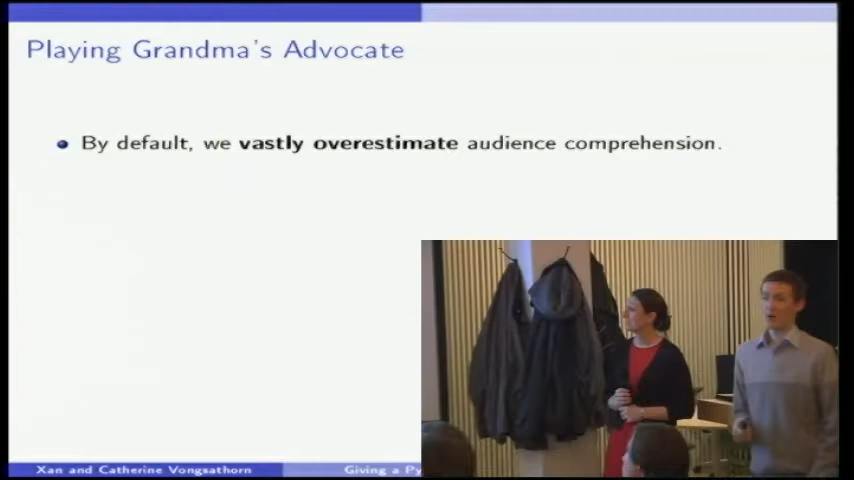 Playing Grandma's Advocate
By default, we vastly overestimate audience comprehension.
Xan and Catherine Vongsathorn
Giving a Py